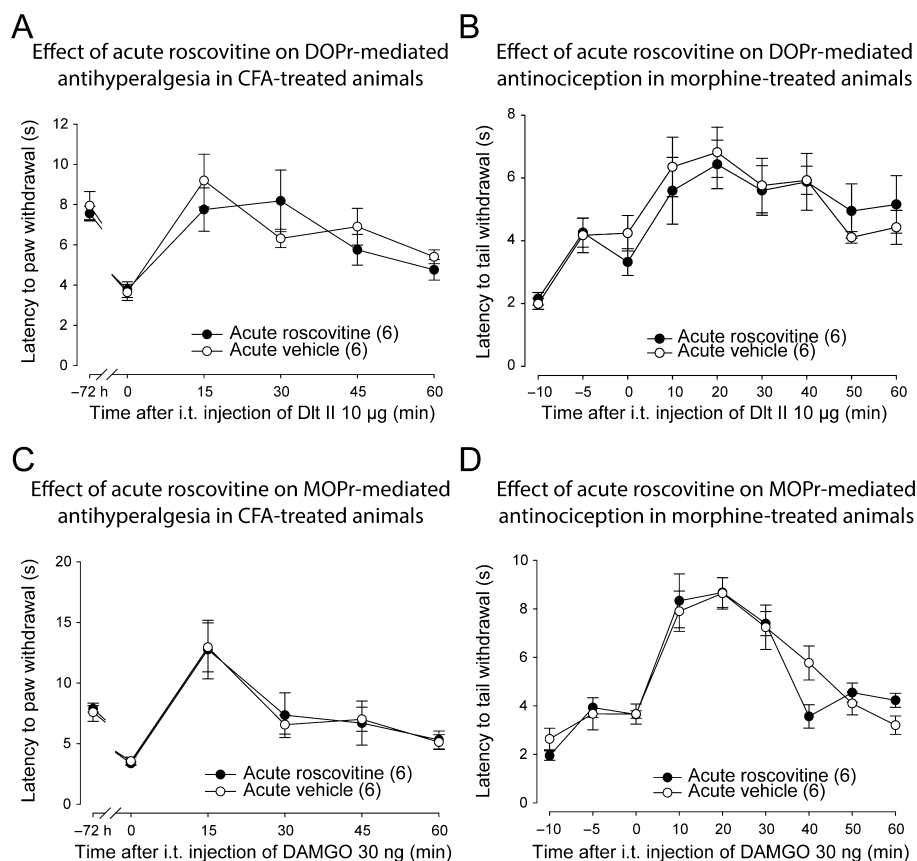 A
Effect of acute roscovitine on DOPr-mediated
antihyperalgesia in CFA-treated animals
Latency to paw withdrawal (s)
12
10
8
6
4
2
0
Acute roscovitine (6)
Acute vehicle (6)
−72 h
0
15
30
45
60
Time after i.t. injection of Dlt II 10 µg (min)
B
Effect of acute roscovitine on DOPr-mediated
antinociception in morphine-treated animals
Latency to tail withdrawal (s)
8
6
4
2
0
Acute roscovitine (6)
Acute vehicle (6)
−10
−5
0
10
20
30
40
50
60
Time after i.t. injection of Dlt II 10 µg (min)
C
Effect of acute roscovitine on MOPr-mediated
antihyperalgesia in CFA-treated animals
Latency to paw withdrawal (s)
20
15
10
5
0
Acute roscovitine (6)
Acute vehicle (6)
−72 h
0
15
30
45
60
Time after i.t. injection of DAMGO 30 ng (min)
D
Effect of acute roscovitine on MOPr-mediated
antinociception in morphine-treated animals
Latency to tail withdrawal (s)
10
8
6
4
2
0
Acute roscovitine (6)
Acute vehicle (6)
−10
−5
0
10
20
30
40
50
60
Time after i.t. injection of DAMGO 30 ng (min)